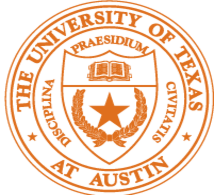 THE UNIVERSITY OF TEXAS
AT AUSTIN
DISCIPLINA PRAESIDIUM CIVITATIS